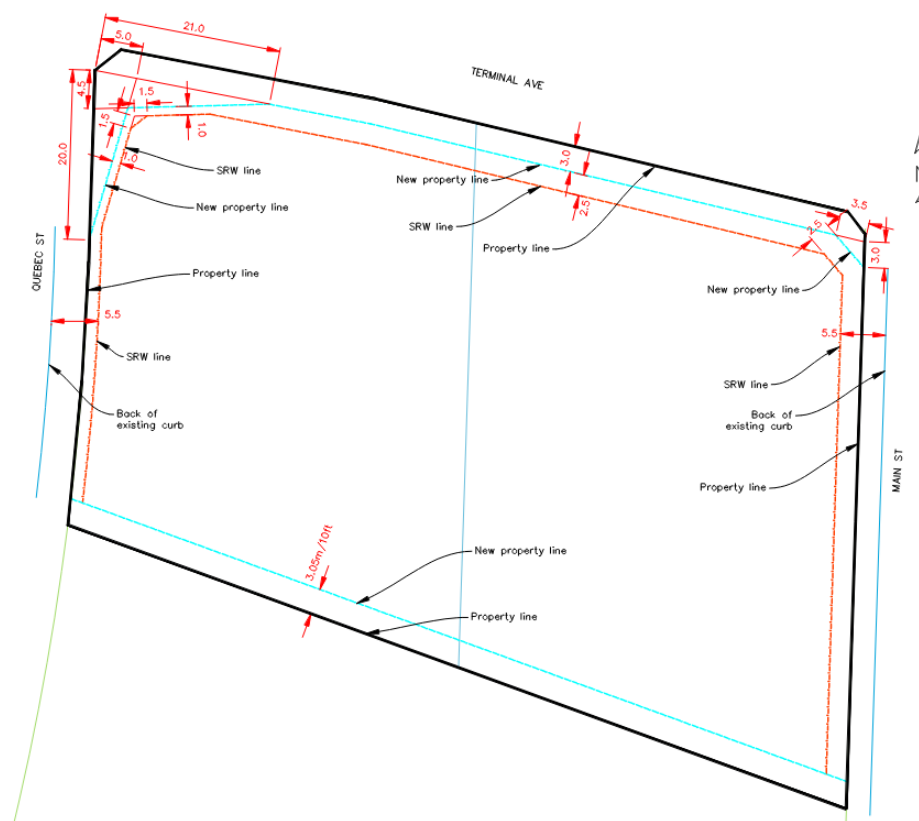 21.0
5.0
TERMINAL AVE
4.5
1.5
1.5
1.0
20.0
1.0
SRW line
New property line
3.0
New property line
SRW line
2.5
Property line
3.5
2.5
3.0
QUEBEC ST
Property line
New property line
5.5
5.5
SRW line
SRW line
Back of
existing curb
Back of
existing curb
MAIN ST
Property line
3.05m/10ft
New property line
Property line